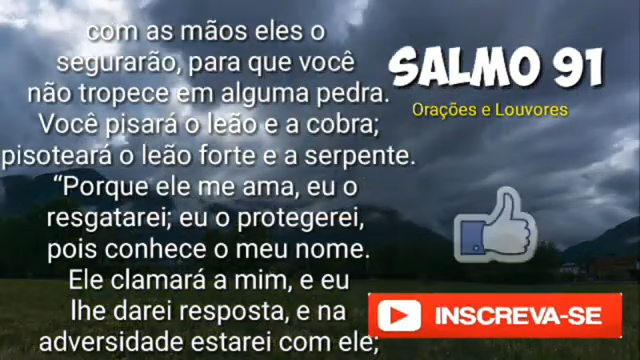 com as mãos eles o
segurarão, para que você
não tropece em alguma pedra.
Você pisará o leão e a cobra;
pisoteará o leão forte e a serpente.
“Porque ele me ama, eu o
resgatarei; eu o protegerei,
pois conhece o meu nome.
Ele clamará a mim, e eu
lhe darei resposta, e na
adversidade estarei com ele;
SALMO 91
Orações e Louvores
INSCREVA-SE